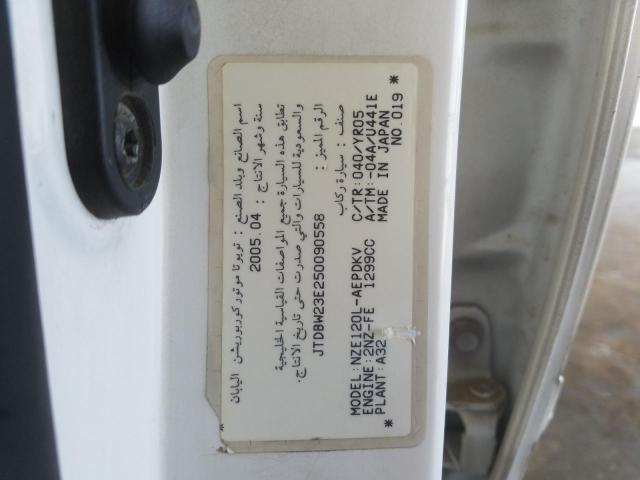 اسم الصانع وبلد الصنع : تويوتا موتور كوربوريشن اليابان
سنة وشهر الانتاج : 2005.04
تطابق هذه السيارة جميع المواصفات القياسية الخليجية
والسعودية للسيارات والتي صدرت حتى تاريخ الانتاج.
الرقم المميز : JTDBW23E250090558
صنف : سيارة ركاب
MODEL:NZE120L-AEPDKV C/TR:040/YR05
ENGINE:2NZ-FE 1299CC A/TM:-04A/U441E
PLANT:A32 MADE IN JAPAN
* NO.019 *